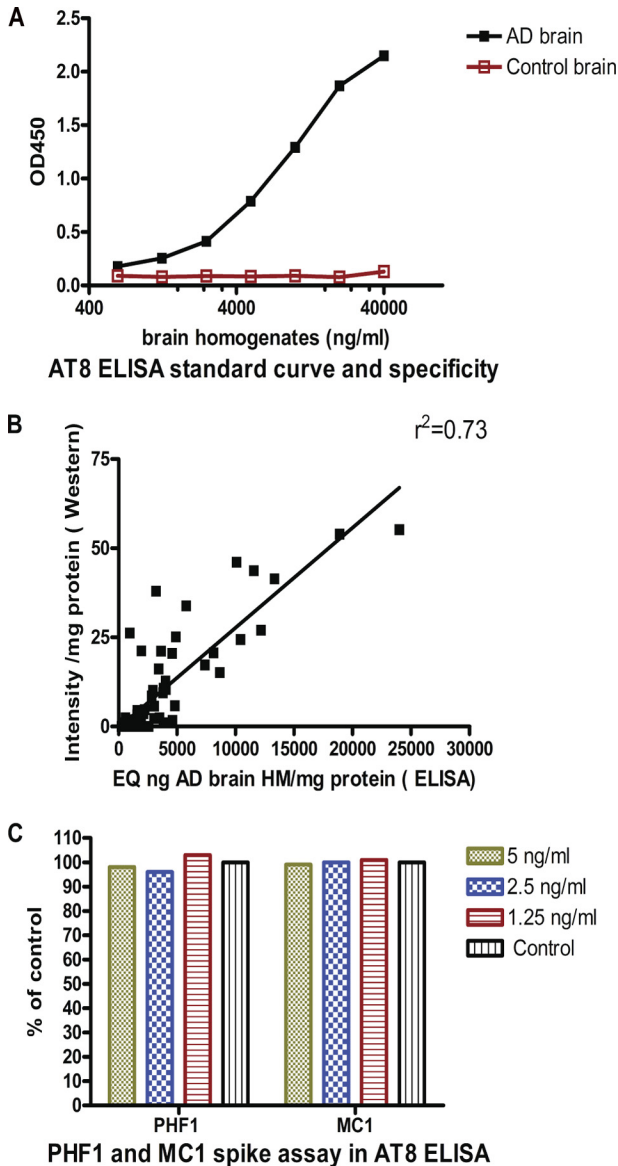 A
2.5
2.0
1.5
1.0
0.5
0.0
OD450
400
4000
40000
brain homogenates (ng/ml)
AD brain
Control brain
AT8 ELISA standard curve and specificity
B
r²=0.73
75
50
25
0
Intensity /mg protein ( Western)
0
5000
10000
15000
20000
25000
30000
EQ ng AD brain HM/mg protein ( ELISA)
C
110
100
90
80
70
60
50
40
30
20
10
0
% of control
PHF1
MC1
5 ng/ml
2.5 ng/ml
1.25 ng/ml
Control
PHF1 and MC1 spike assay in AT8 ELISA